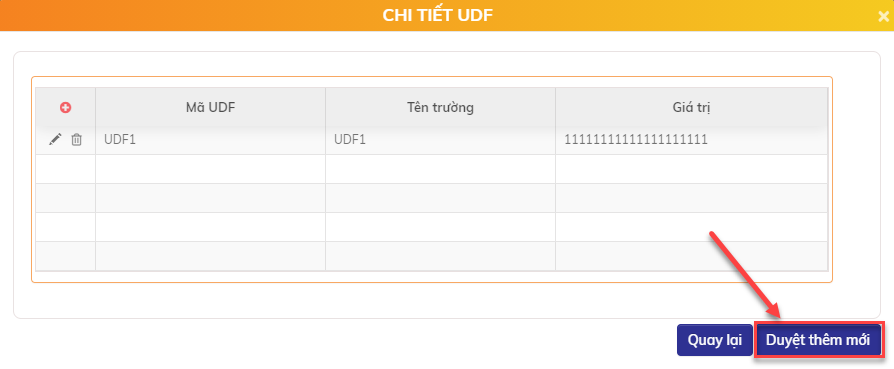 CHI TIẾT UDF
Mã UDF Tên trường Giá trị
UDF1 UDF1 11111111111111111111
Quay lại Duyệt thêm mới